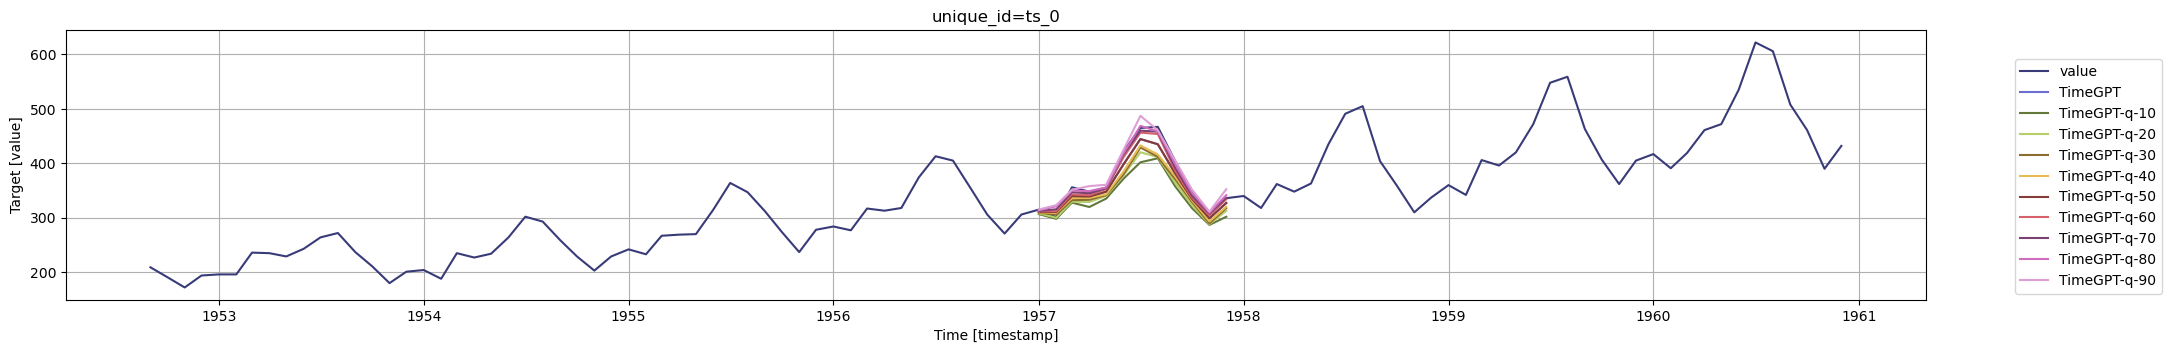 unique_id=ts_0
Target [value]
600
500
400
300
200
1953
1954
1955
1956
1957
1958
1959
1960
1961
Time [timestamp]
value
TimeGPT
TimeGPT-q-10
TimeGPT-q-20
TimeGPT-q-30
TimeGPT-q-40
TimeGPT-q-50
TimeGPT-q-60
TimeGPT-q-70
TimeGPT-q-80
TimeGPT-q-90